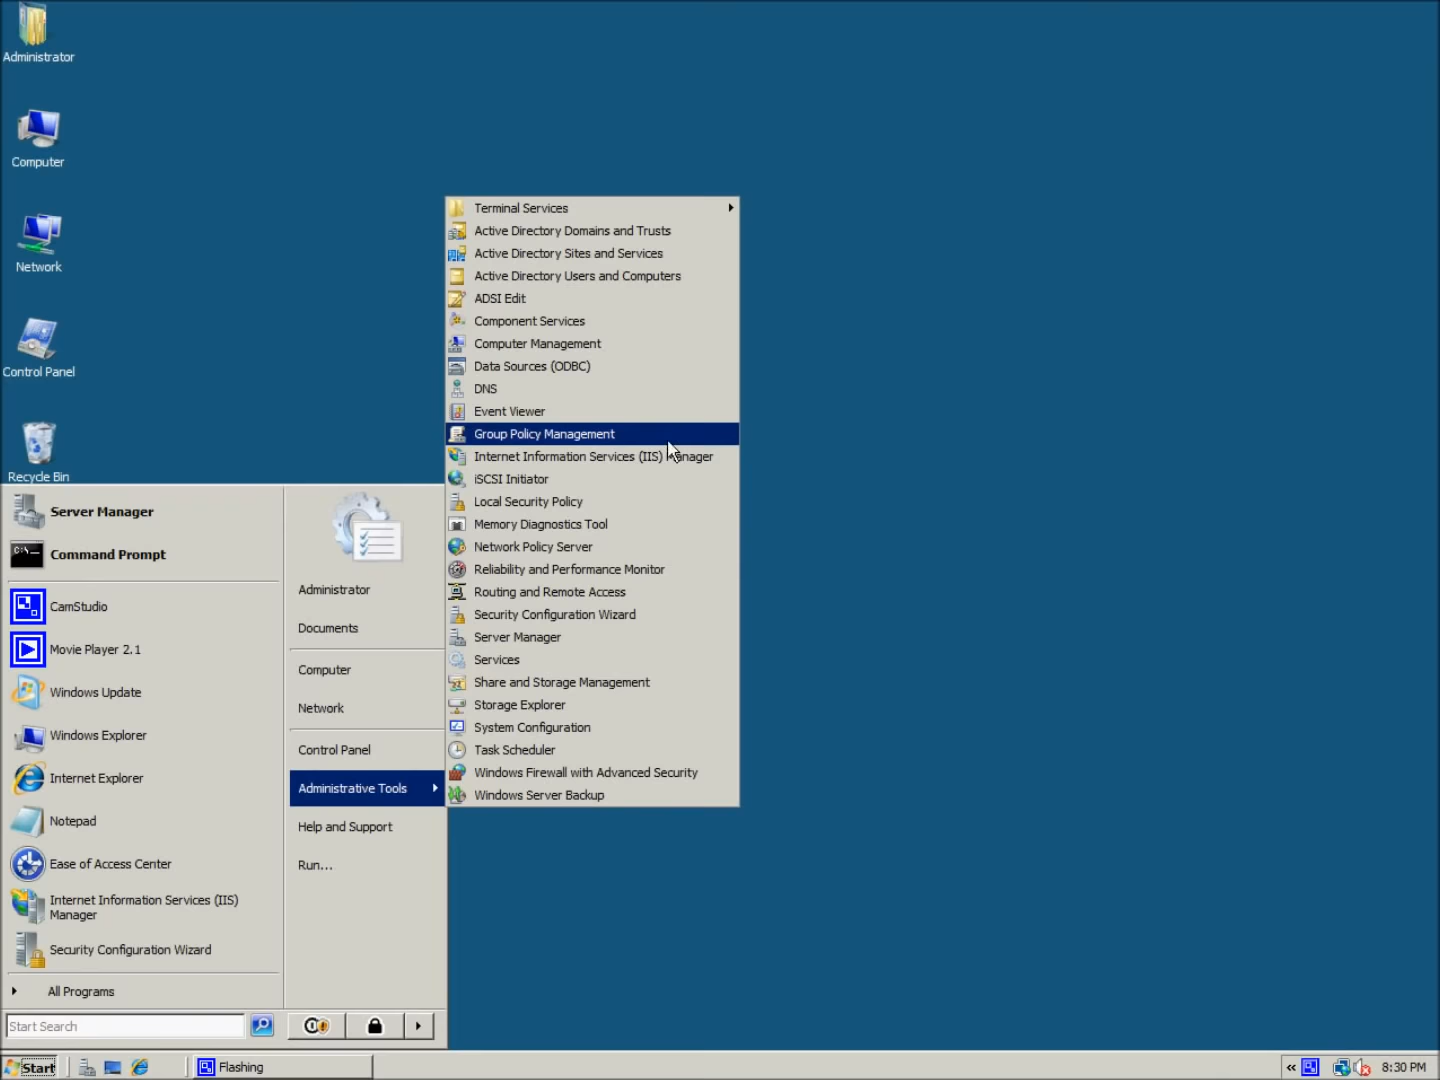 Administrator
Computer
Network
Control Panel
Recycle Bin
Terminal Services
Active Directory Domains and Trusts
Active Directory Sites and Services
Active Directory Users and Computers
ADSI Edit
Component Services
Computer Management
Data Sources (ODBC)
DNS
Event Viewer
Group Policy Management
Internet Information Services (IIS) Manager
iSCSI Initiator
Local Security Policy
Memory Diagnostics Tool
Network Policy Server
Reliability and Performance Monitor
Routing and Remote Access
Security Configuration Wizard
Server Manager
Services
Share and Storage Management
Storage Explorer
System Configuration
Task Scheduler
Windows Firewall with Advanced Security
Windows Server Backup
Server Manager
Command Prompt
CamStudio
Movie Player 2.1
Windows Update
Windows Explorer
Internet Explorer
Notepad
Ease of Access Center
Internet Information Services (IIS)
Manager
Security Configuration Wizard
All Programs
Start Search
Administrator
Documents
Computer
Network
Control Panel
Administrative Tools
Help and Support
Run...
Start
Flashing
8:30 PM